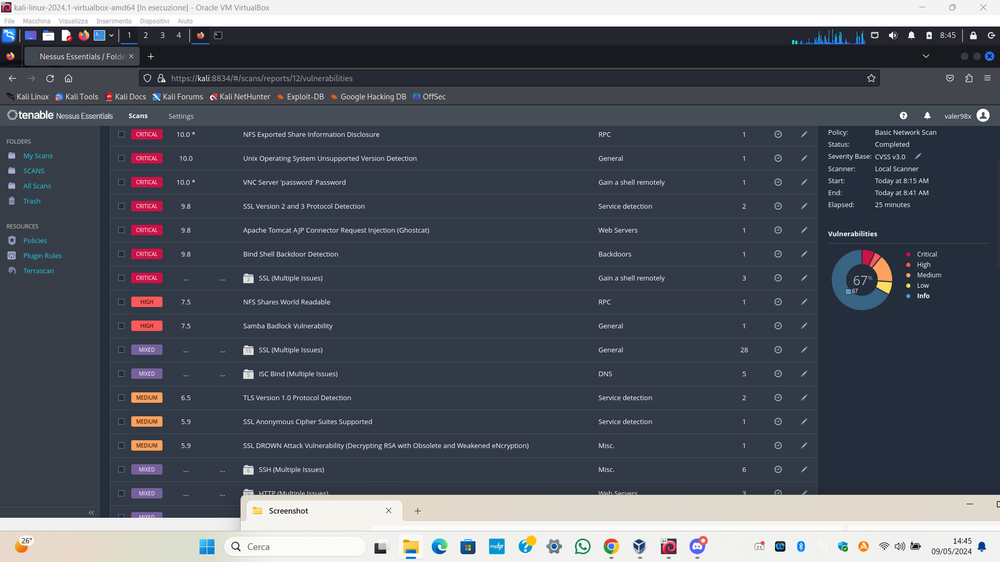 kali-linux-2024.1-virtualbox-amd64 [In esecuzione] - Oracle VM VirtualBox
File Macchina Visualizza Inserimento Dispositivi Aiuto
1 2 3 4 8:45
Nessus Essentials / Folde
https://kali:8834/#/scans/reports/12/vulnerabilities
Kali Linux Kali Tools Kali Docs Kali Forums Kali NetHunter Exploit-DB Google Hacking DB OffSec
tenable Nessus Essentials Scans Settings valer98x
FOLDERS
My Scans
SCANS
All Scans
Trash
RESOURCES
Policies
Plugin Rules
Terrascan
CRITICAL 10.0 * NFS Exported Share Information Disclosure RPC 1
CRITICAL 10.0 Unix Operating System Unsupported Version Detection General 1
CRITICAL 10.0 * VNC Server 'password' Password Gain a shell remotely 1
CRITICAL 9.8 SSL Version 2 and 3 Protocol Detection Service detection 2
CRITICAL 9.8 Apache Tomcat AJP Connector Request Injection (Ghostcat) Web Servers 1
CRITICAL 9.8 Bind Shell Backdoor Detection Backdoors 1
CRITICAL ... ... 2 SSL (Multiple Issues) Gain a shell remotely 3
HIGH 7.5 NFS Shares World Readable RPC 1
HIGH 7.5 Samba Badlock Vulnerability General 1
MIXED ... ... 15 SSL (Multiple Issues) General 28
MIXED ... ... 5 ISC Bind (Multiple Issues) DNS 5
MEDIUM 6.5 TLS Version 1.0 Protocol Detection Service detection 2
MEDIUM 5.9 SSL Anonymous Cipher Suites Supported Service detection 1
MEDIUM 5.9 SSL DROWN Attack Vulnerability (Decrypting RSA with Obsolete and Weakened eNcryption) Misc. 1
MIXED ... ... 6 SSH (Multiple Issues) Misc. 6
MIXED ... ... HTTP (Multiple Issues) Web Servers 3
MIXED
Policy: Basic Network Scan
Status: Completed
Severity Base: CVSS v3.0
Scanner: Local Scanner
Start: Today at 8:15 AM
End: Today at 8:41 AM
Elapsed: 25 minutes
Vulnerabilities
67%
67
Critical
High
Medium
Low
Info
Screenshot
26°
Cerca
myhp
64
14:45
09/05/2024